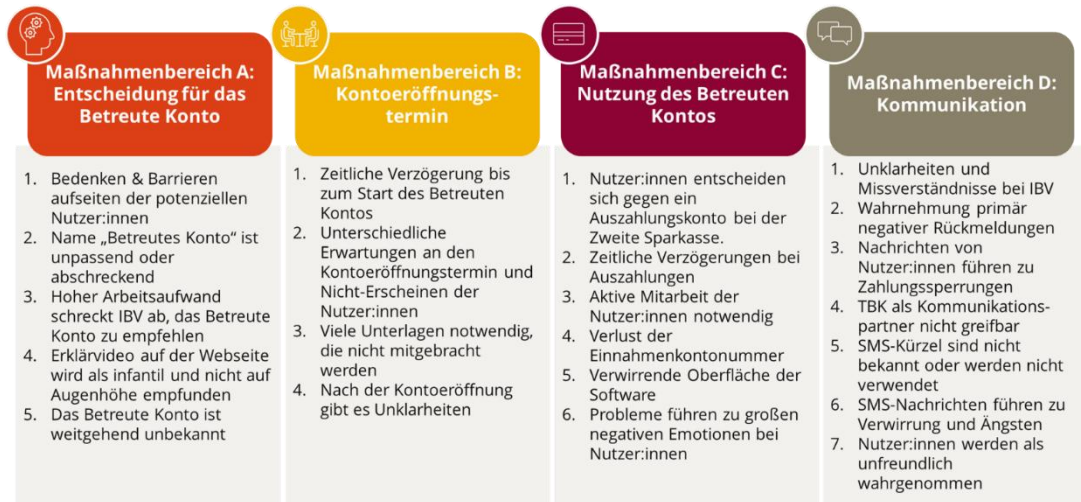 Maßnahmenbereich A:
Entscheidung für das
Betreute Konto
1. Bedenken & Barrieren
aufseiten der potenziellen
Nutzer:innen
2. Name „Betreutes Konto“ ist
unpassend oder
abschreckend
3. Hoher Arbeitsaufwand
schreckt IBV ab, das Betreute
Konto zu empfehlen
4. Erklärvideo auf der Webseite
wird als infantil und nicht auf
Augenhöhe empfunden
5. Das Betreute Konto ist
weitgehend unbekannt
Maßnahmenbereich B:
Kontoeröffnungs-
termin
1. Zeitliche Verzögerung bis
zum Start des Betreuten
Kontos
2. Unterschiedliche
Erwartungen an den
Kontoeröffnungstermin und
Nicht-Erscheinen der
Nutzer:innen
3. Viele Unterlagen notwendig,
die nicht mitgebracht
werden
4. Nach der Kontoeröffnung
gibt es Unklarheiten
Maßnahmenbereich C:
Nutzung des Betreuten
Kontos
1. Nutzer:innen entscheiden
sich gegen ein
Auszahlungskonto bei der
Zweite Sparkasse.
2. Zeitliche Verzögerungen bei
Auszahlungen
3. Aktive Mitarbeit der
Nutzer:innen notwendig
4. Verlust der
Einnahmenkontonummer
5. Verwirrende Oberfläche der
Software
6. Probleme führen zu großen
negativen Emotionen bei
Nutzer:innen
Maßnahmenbereich D:
Kommunikation
1. Unklarheiten und
Missverständnisse bei IBV
2. Wahrnehmung primär
negativer Rückmeldungen
3. Nachrichten von
Nutzer:innen führen zu
Zahlungssperrungen
4. TBK als Kommunikations-
partner nicht greifbar
5. SMS-Kürzel sind nicht
bekannt oder werden nicht
verwendet
6. SMS-Nachrichten führen zu
Verwirrung und Ängsten
7. Nutzer:innen werden als
unfreundlich
wahrgenommen